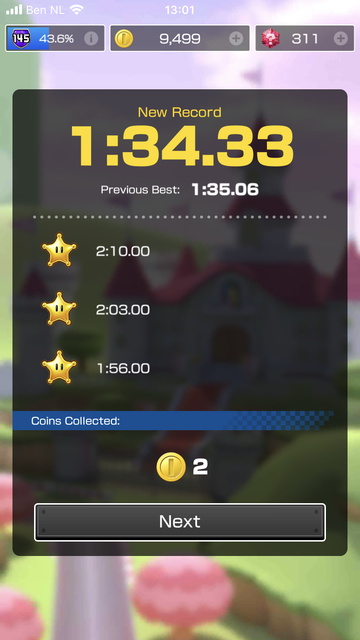 Ben NL 13:01
145 43.6% i 9,499 + 311 +
New Record
1:34.33
Previous Best: 1:35.06
2:10.00
2:03.00
1:56.00
Coins Collected:
2
Next